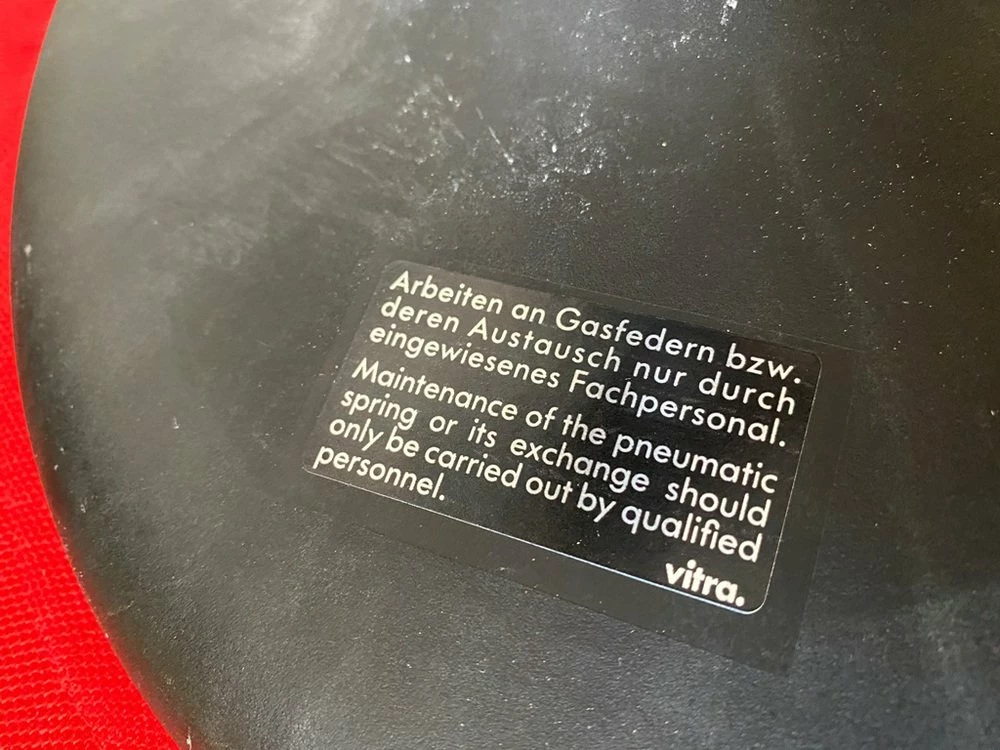 Arbeiten an Gasfedern bzw.
deren Austausch nur durch
eingewiesenes Fachpersonal.
Maintenance of the pneumatic
spring or its exchange should
only be carried out by qualified
personnel.
vitra.